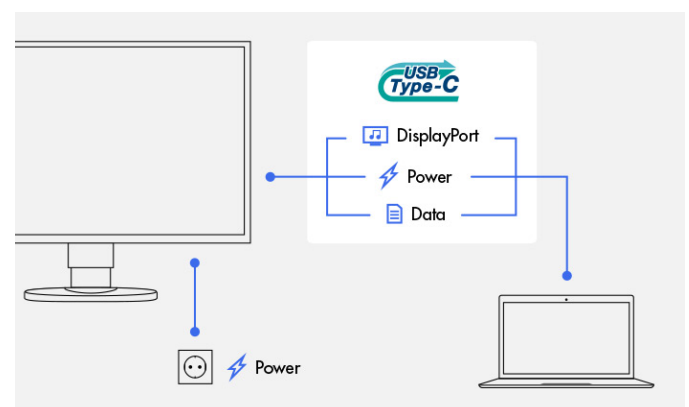 USB
Type-C
DisplayPort
Power
Data
Power